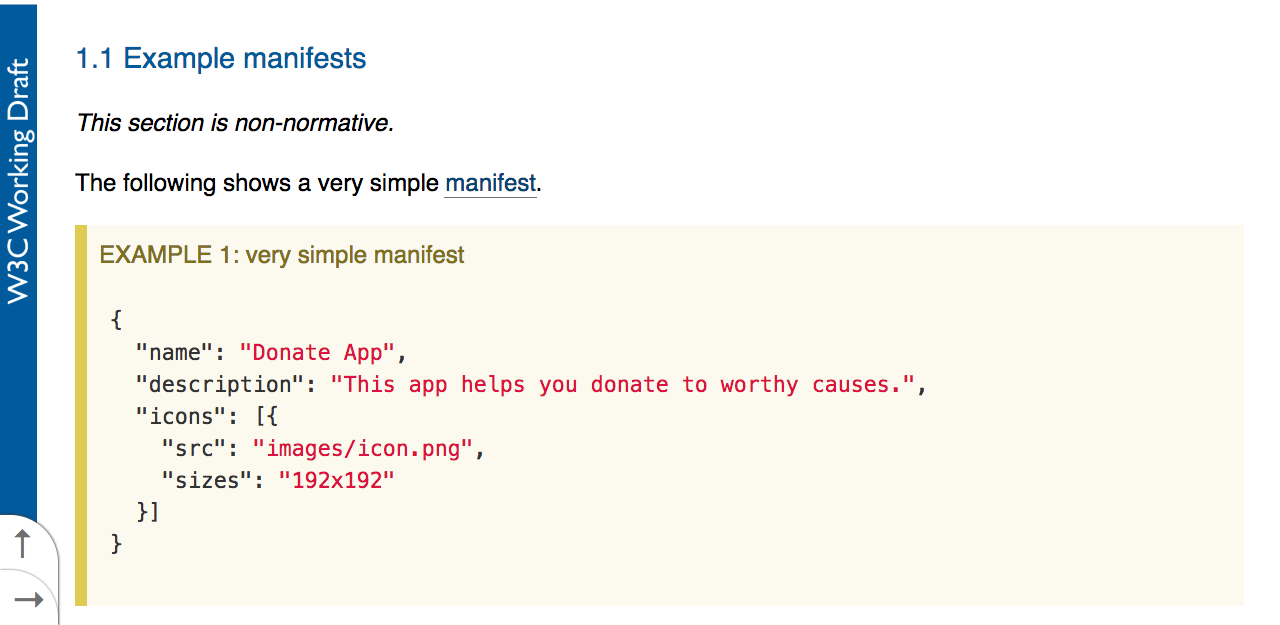 W3C Working Draft
1.1 Example manifests
This section is non-normative.
The following shows a very simple manifest.
EXAMPLE 1: very simple manifest
{
  "name": "Donate App",
  "description": "This app helps you donate to worthy causes.",
  "icons": [{
    "src": "images/icon.png",
    "sizes": "192x192"
  }]
}
↑
→